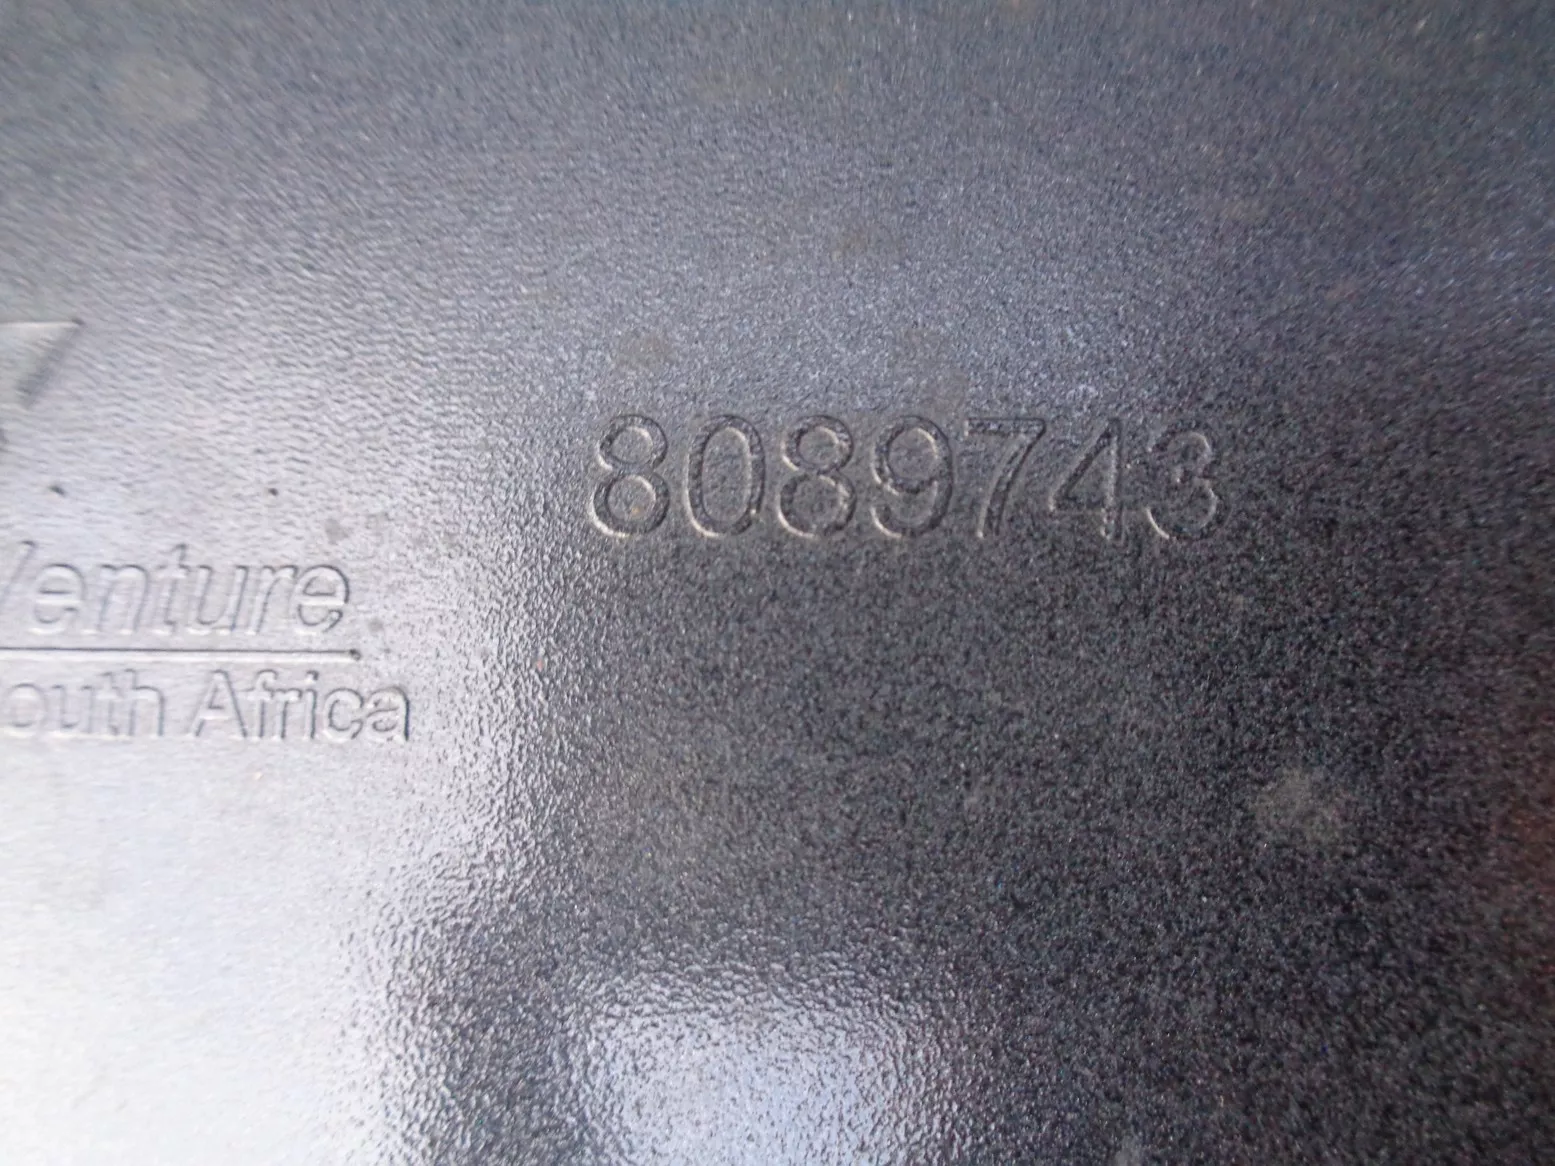 8089743
Venture
outh Africa